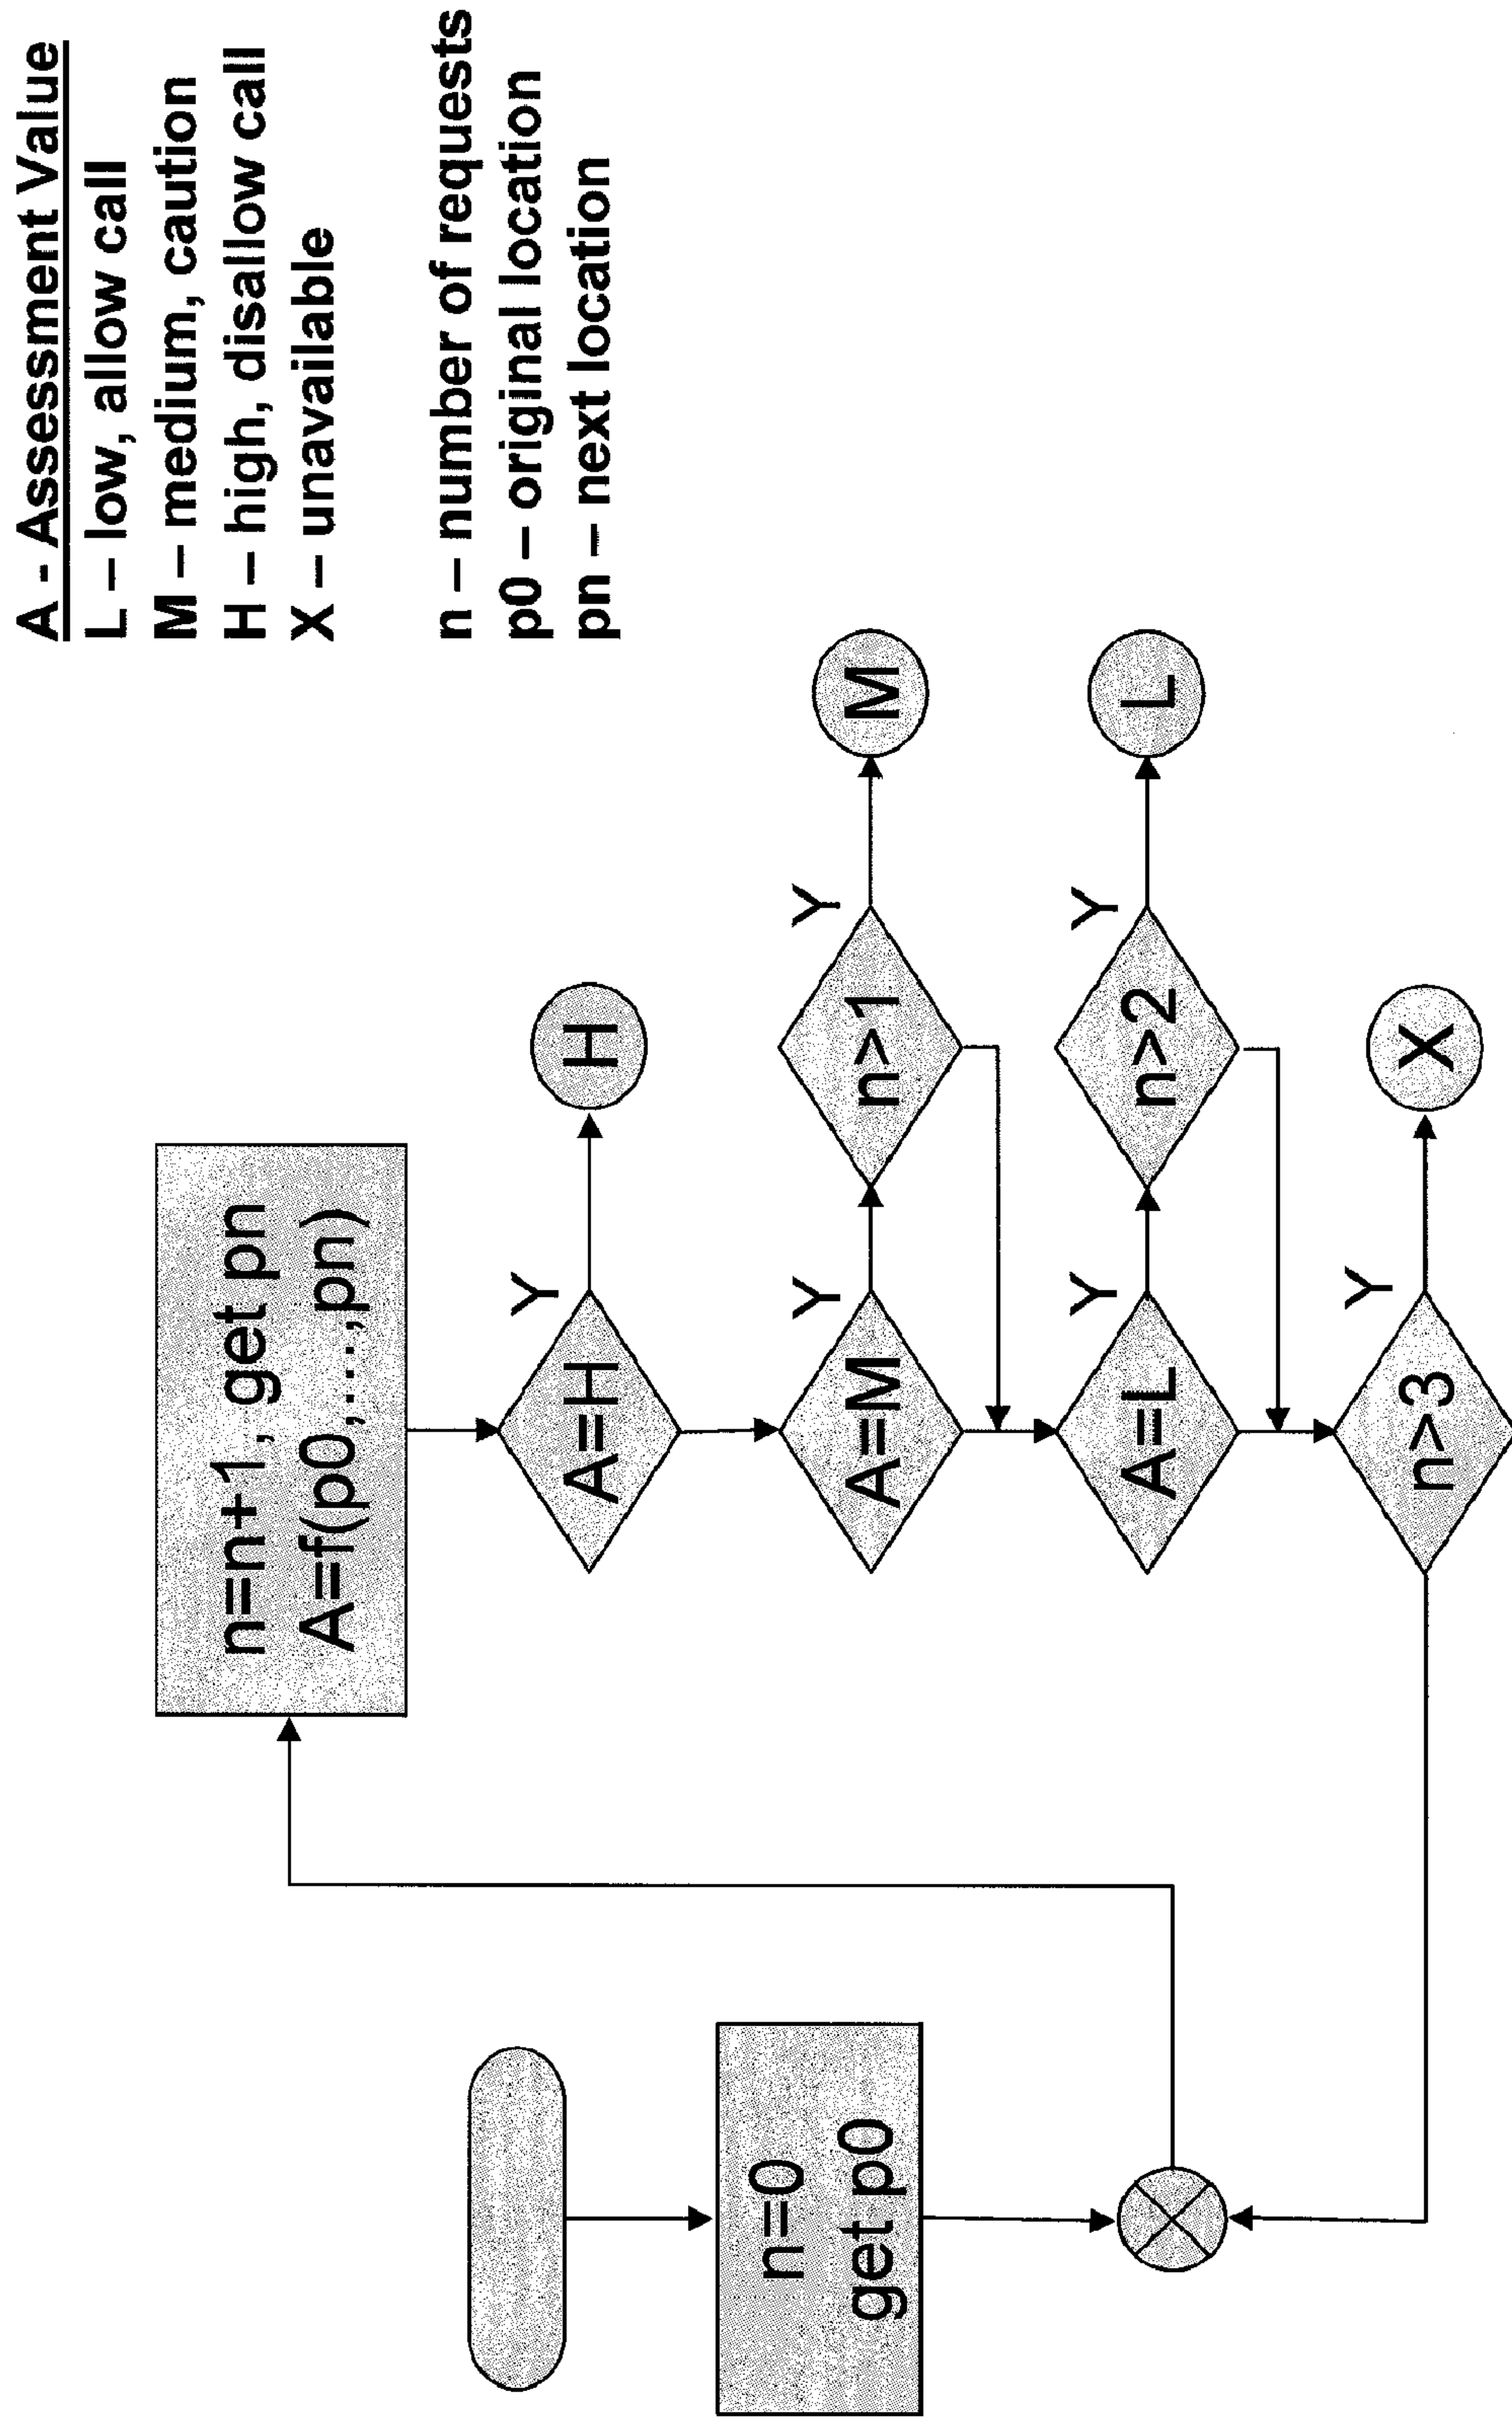 A - Assessment Value
L – low, allow call
M – medium, caution
H – high, disallow call
X – unavailable
n – number of requests
p0 – original location
pn – next location
n=0
get p0
n=n+1, get pn
A=f(p0,...,pn)
A=H
Y
H
A=M
Y
n>1
Y
M
A=L
Y
n>2
Y
L
n>3
Y
X